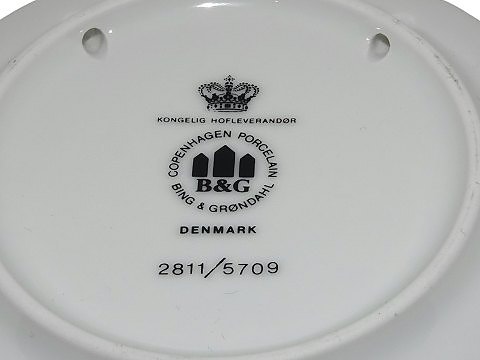 KONGELIG HOFLEVERANDØR
COPENHAGEN PORCELAIN
B&G
BING & GRØNDAHL
DENMARK
2811/5709